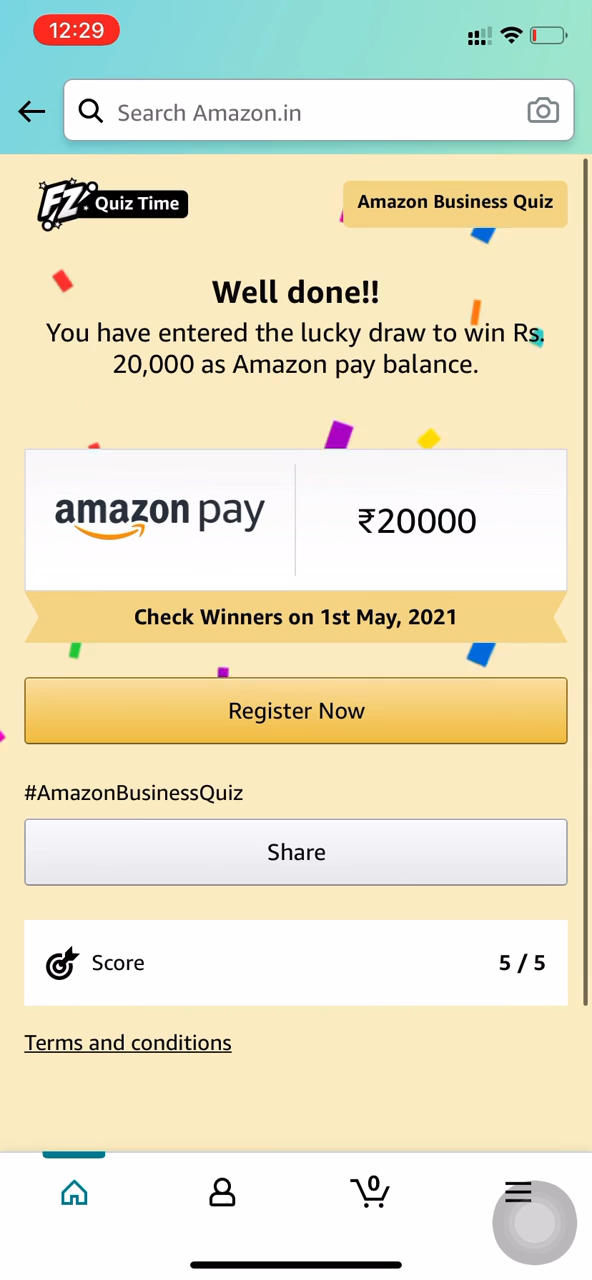 12:29
Search Amazon.in
FZ Quiz Time
Amazon Business Quiz
Well done!!
You have entered the lucky draw to win Rs.
20,000 as Amazon pay balance.
amazon pay
₹20000
Check Winners on 1st May, 2021
Register Now
#AmazonBusinessQuiz
Share
Score
5 / 5
Terms and conditions
0